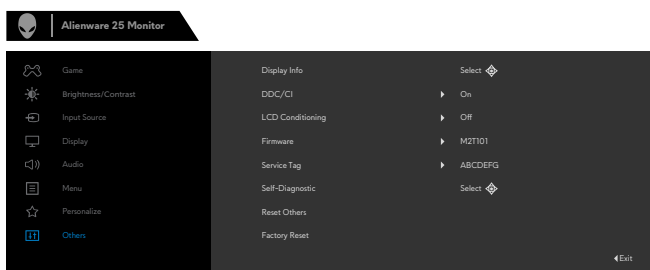 Alienware 25 Monitor
Game Display Info Select
Brightness/Contrast DDC/CI On
Input Source LCD Conditioning Off
Display Firmware M2T101
Audio Service Tag ABCDEFG
Menu Self-Diagnostic Select
Personalize Reset Others
Others Factory Reset
Exit